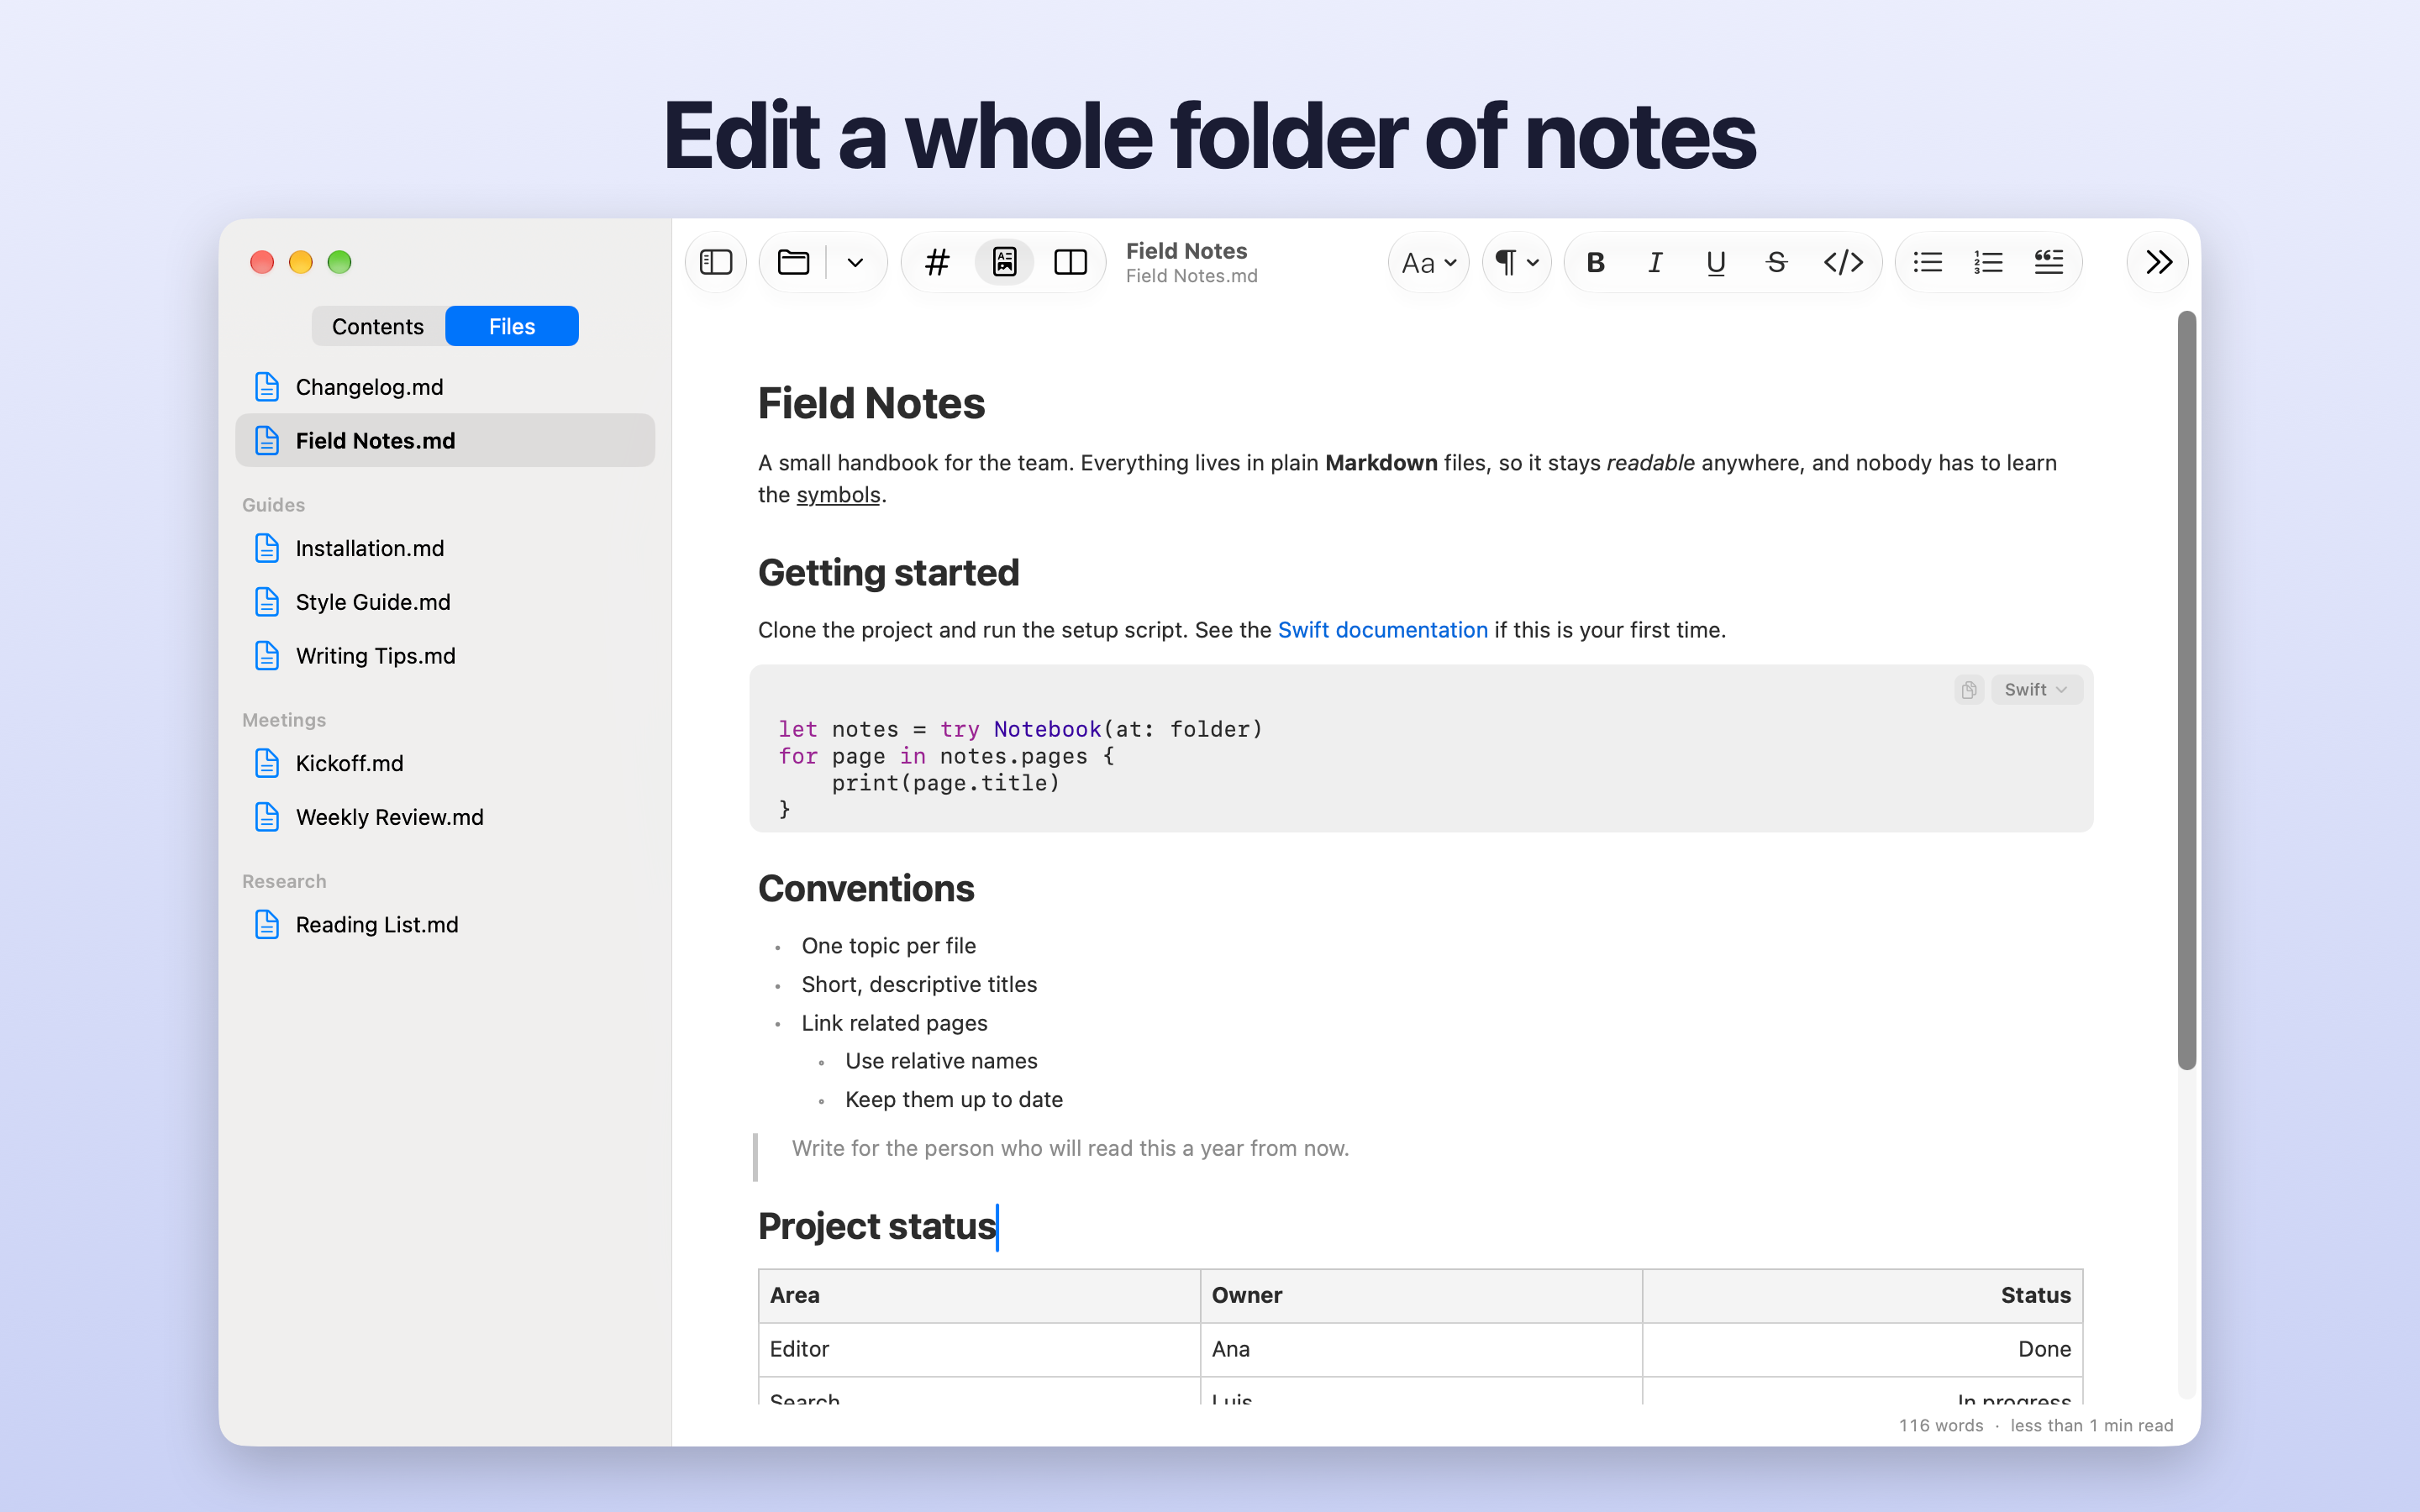 Edit a whole folder of notes
Field Notes
Field Notes.md
Aa
B I U S </>
Contents Files
Changelog.md
Field Notes.md
Guides
Installation.md
Style Guide.md
Writing Tips.md
Meetings
Kickoff.md
Weekly Review.md
Research
Reading List.md
Field Notes
A small handbook for the team. Everything lives in plain Markdown files, so it stays readable anywhere, and nobody has to learn
the symbols.
Getting started
Clone the project and run the setup script. See the Swift documentation if this is your first time.
Swift
let notes = try Notebook(at: folder)
for page in notes.pages {
    print(page.title)
}
Conventions
• One topic per file
• Short, descriptive titles
• Link related pages
◦ Use relative names
◦ Keep them up to date
Write for the person who will read this a year from now.
Project status
Area Owner Status
Editor Ana Done
Search Luis In progress
116 words · less than 1 min read